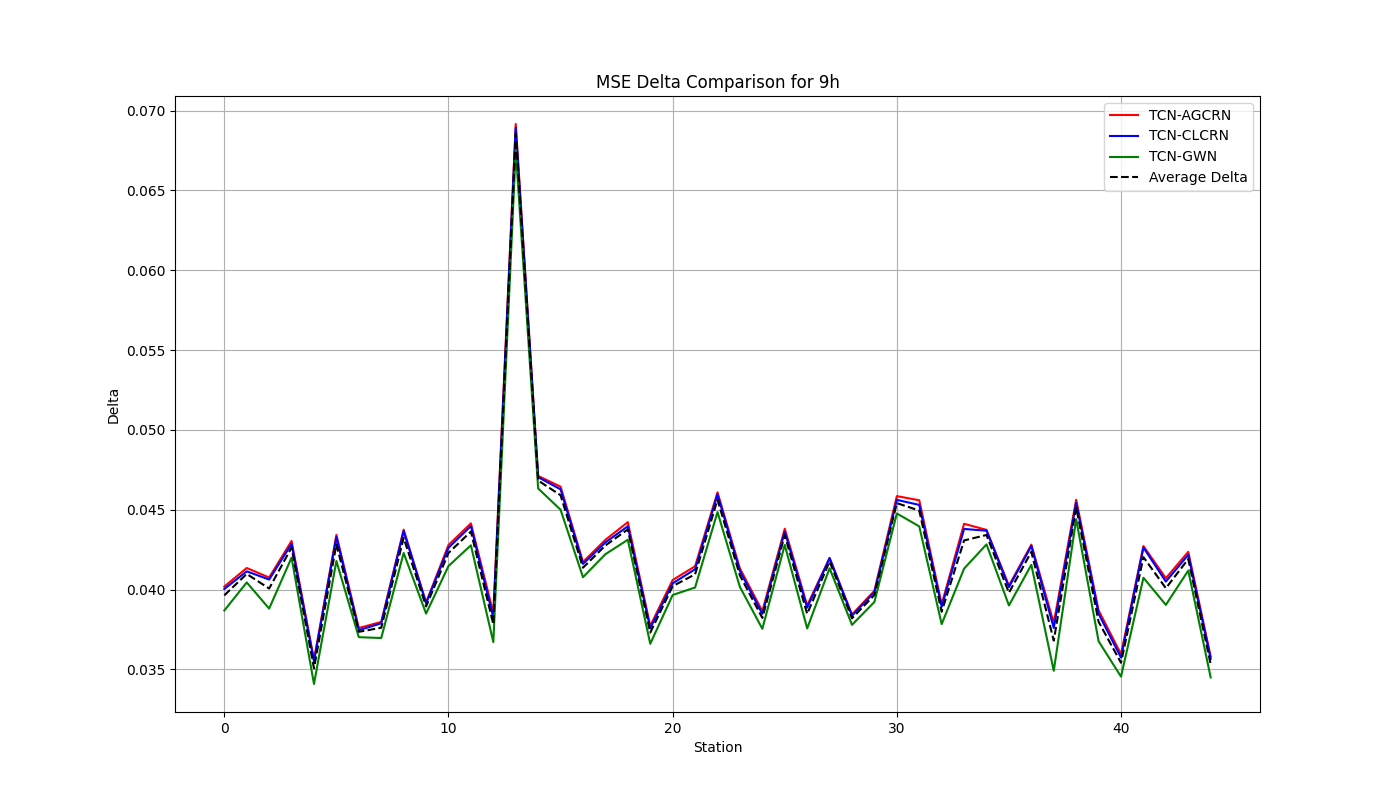 MSE Delta Comparison for 9h
TCN-AGCRN
TCN-CLCRN
TCN-GWN
Average Delta
0.070
0.065
0.060
0.055
0.050
0.045
0.040
0.035
Delta
0
10
20
30
40
Station